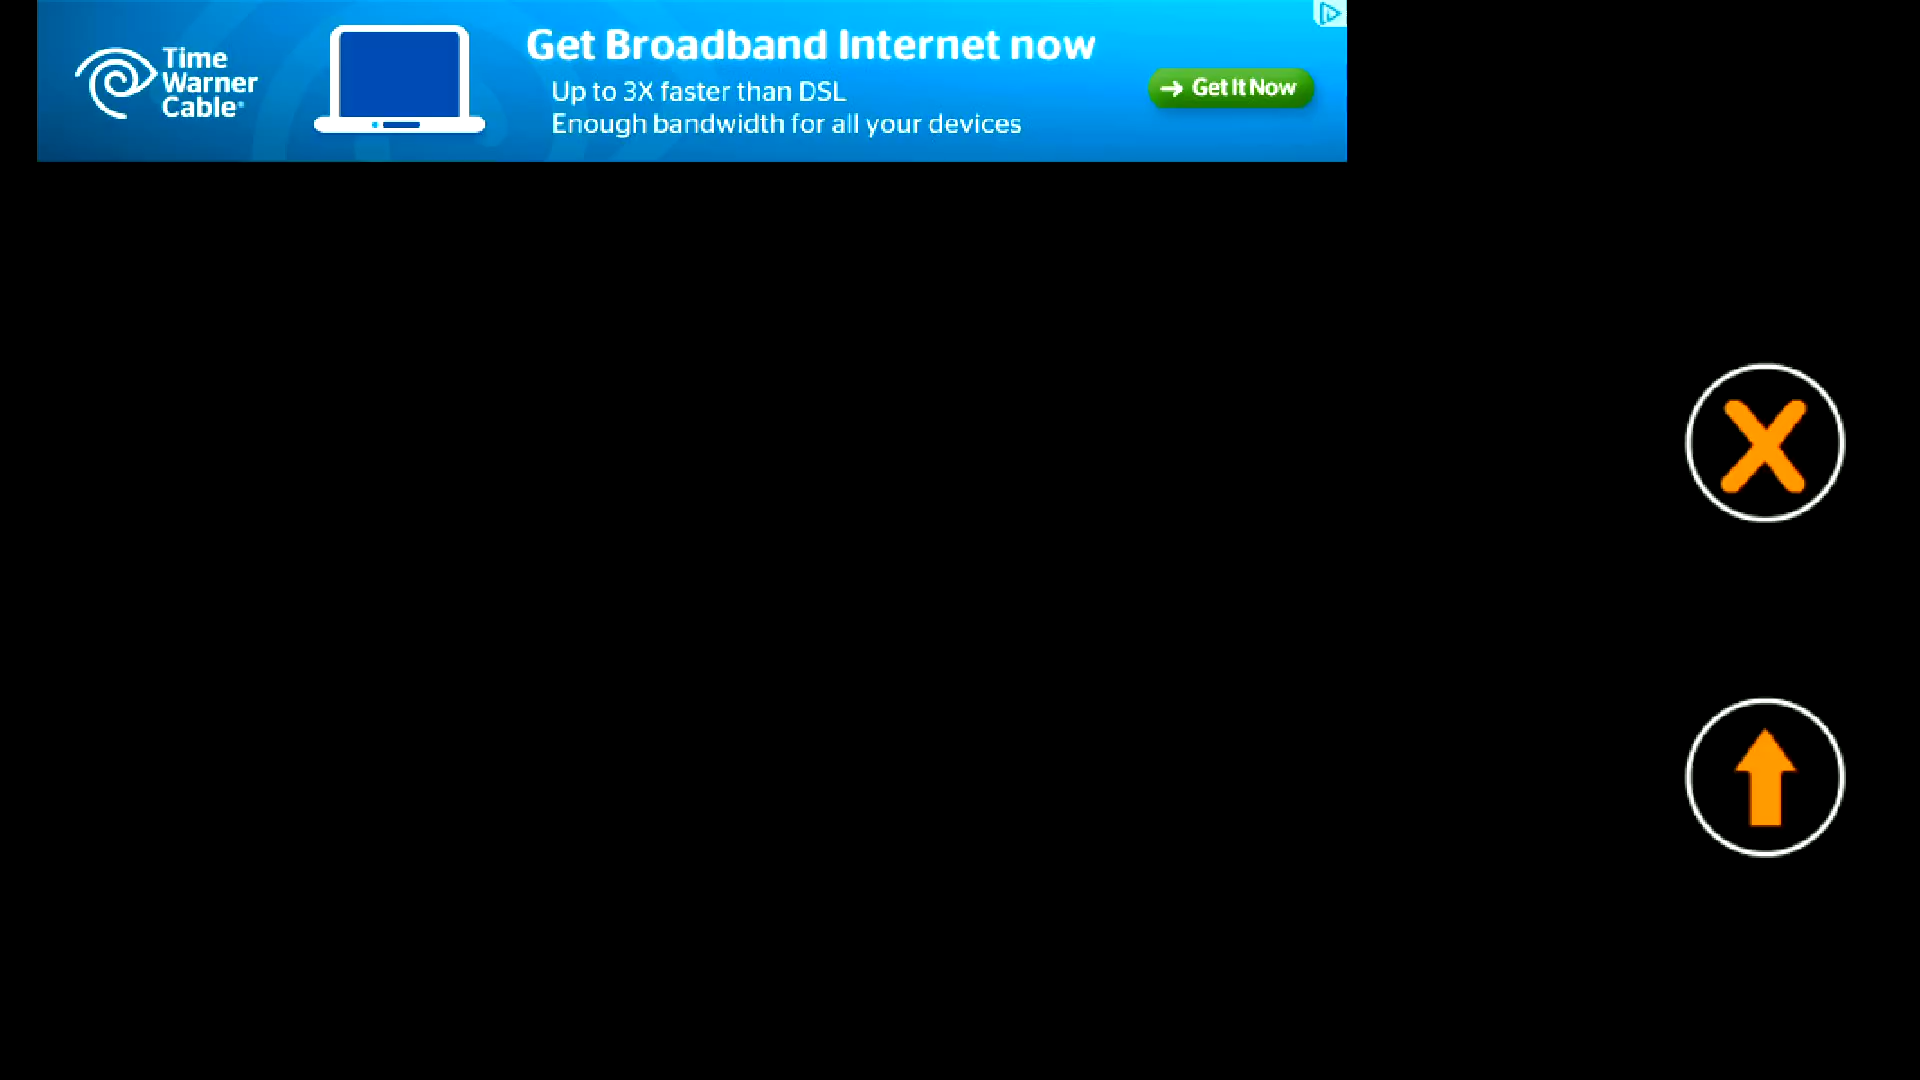 Time
Warner
Cable
Get Broadband Internet now
Up to 3X faster than DSL
Enough bandwidth for all your devices
Get It Now